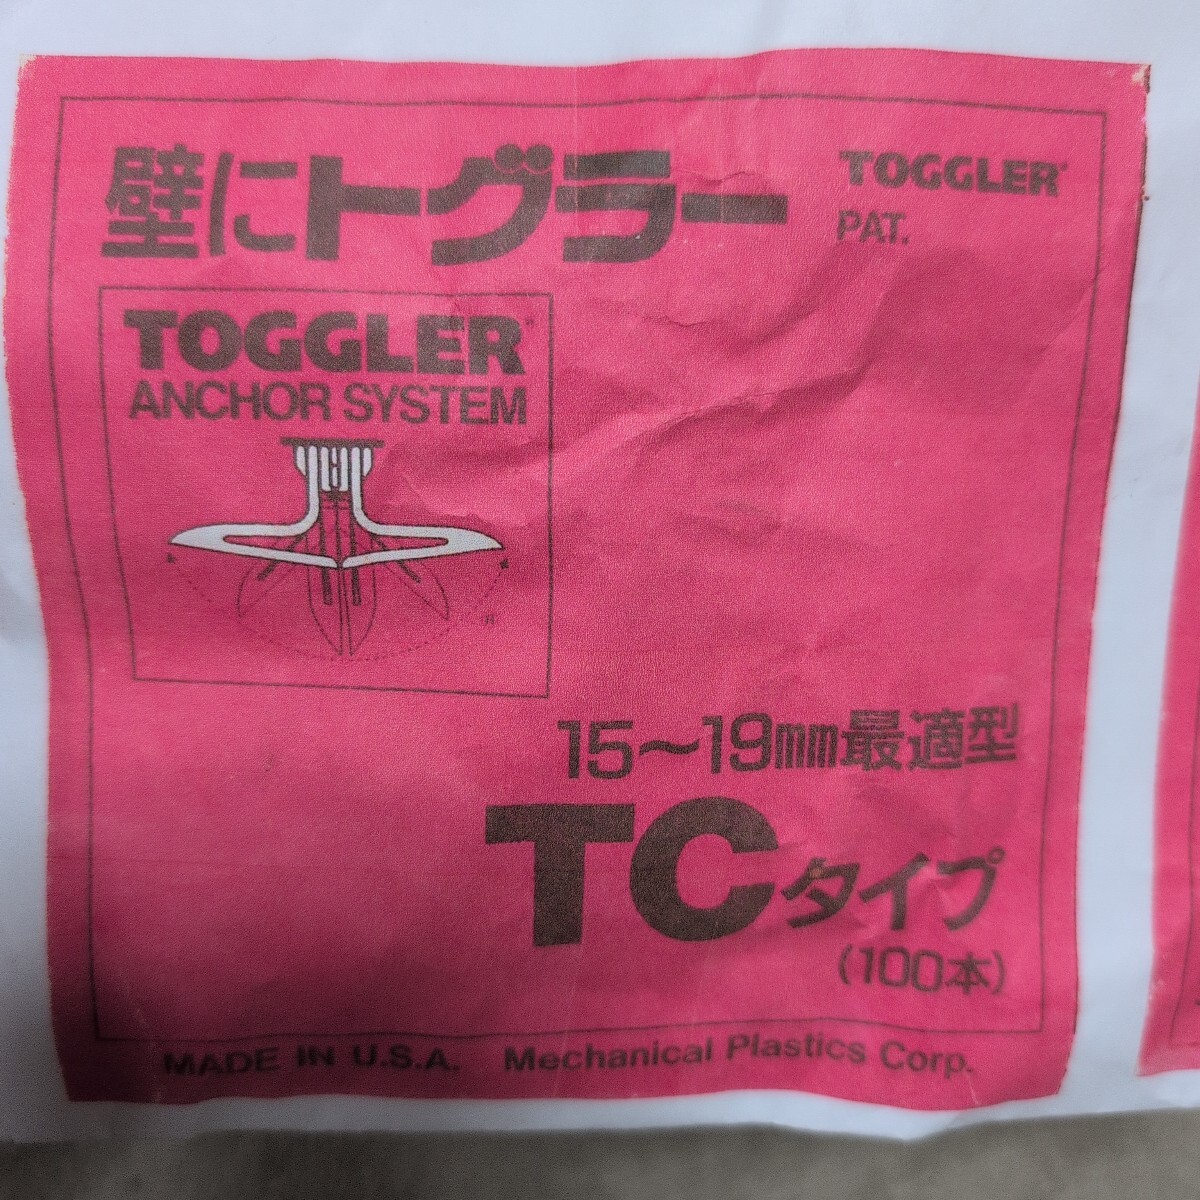 壁にトグラー
TOGGLER®
PAT.
TOGGLER®
ANCHOR SYSTEM
15〜19mm最適型
TCタイプ
(100本)
MADE IN U.S.A. Mechanical Plastics Corp.